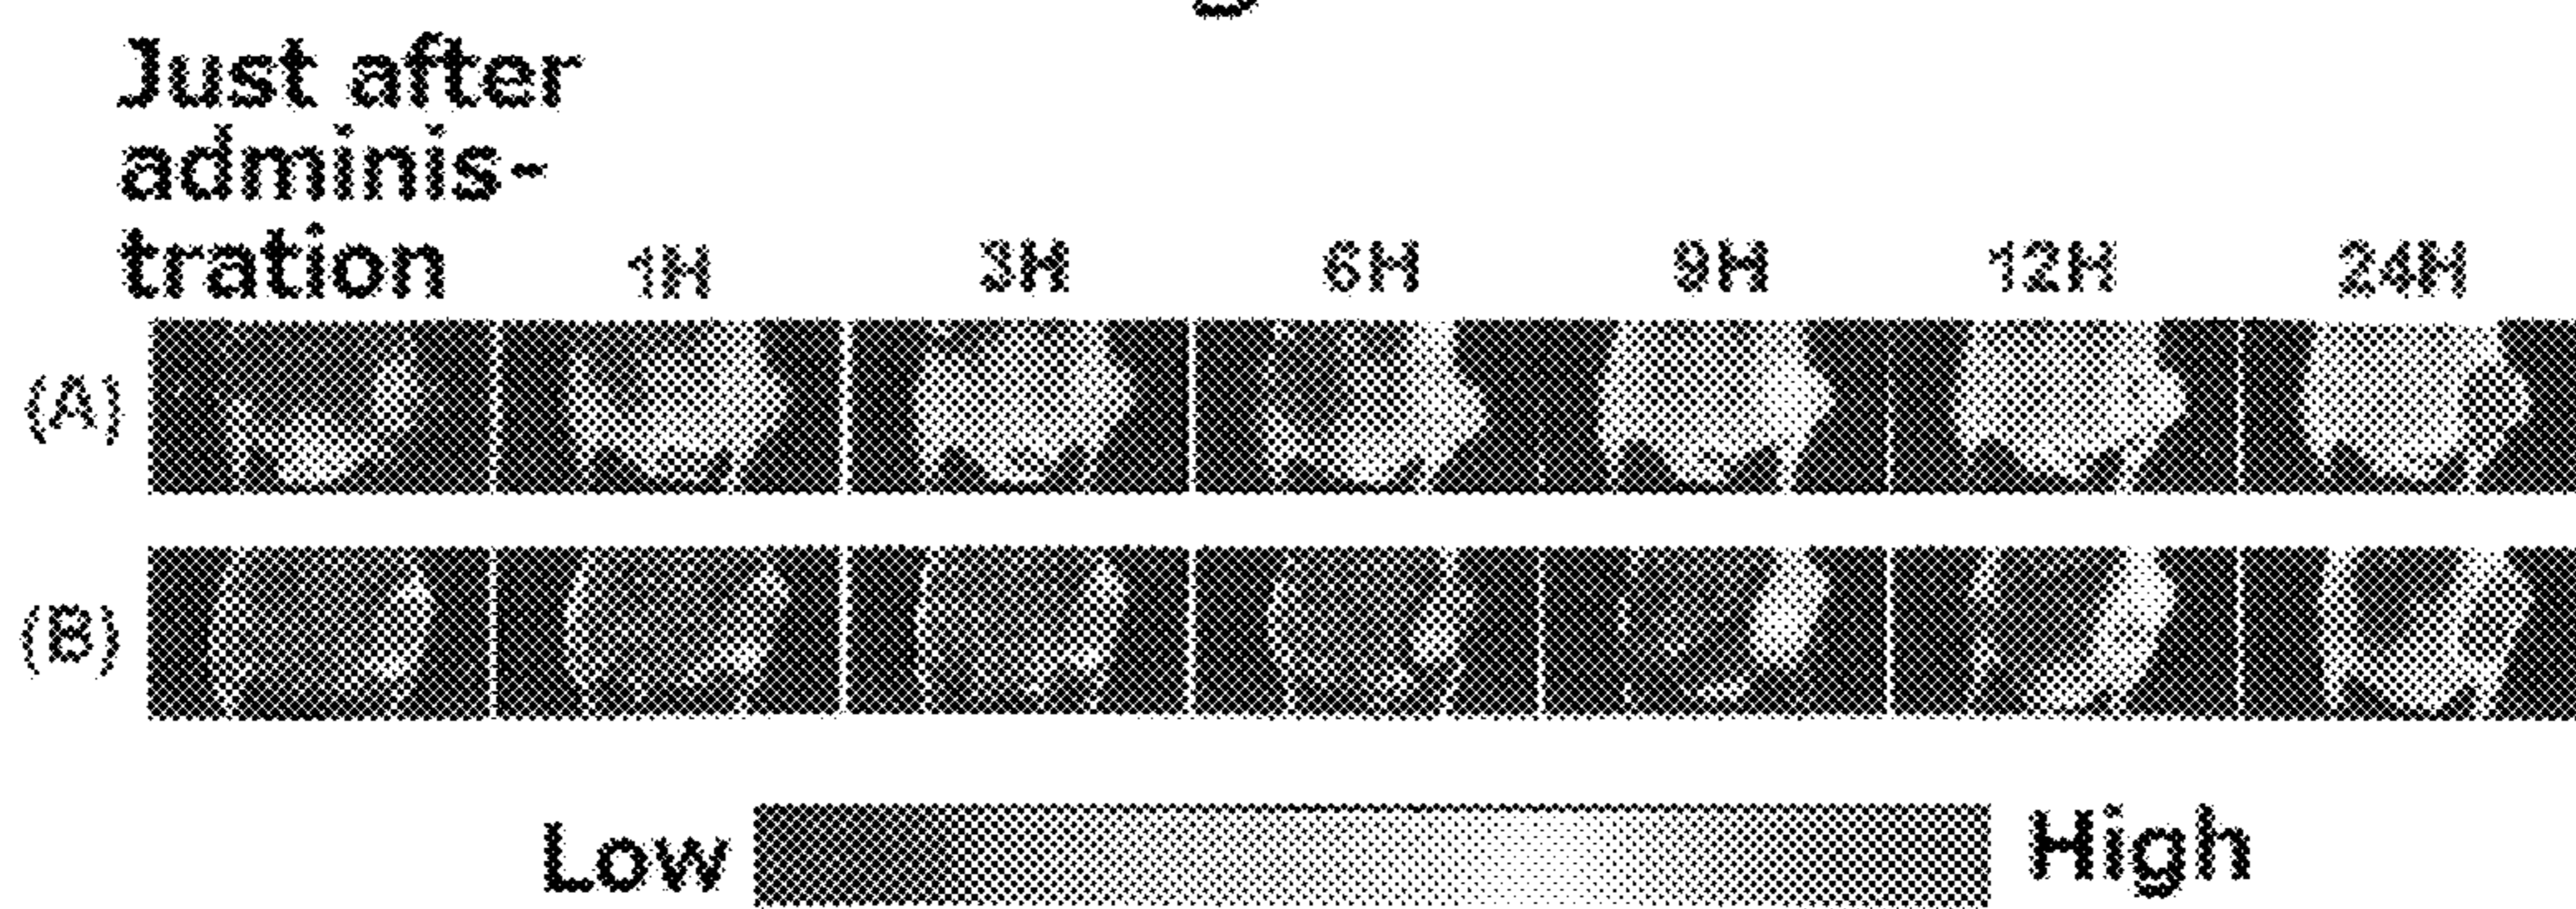 Just after
adminis-
tration 1H 3H 6H 9H 12H 24H
(A)
(B)
Low High